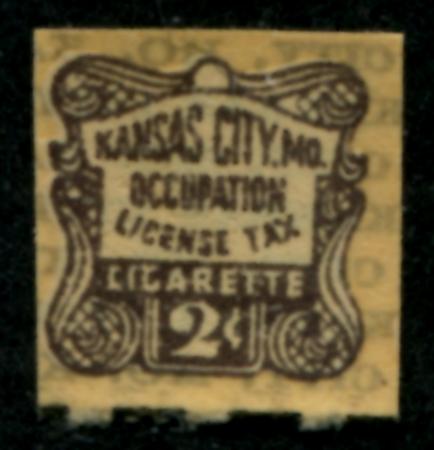 KANSAS CITY, MO.
OCCUPATION
LICENSE TAX
CIGARETTE
2¢